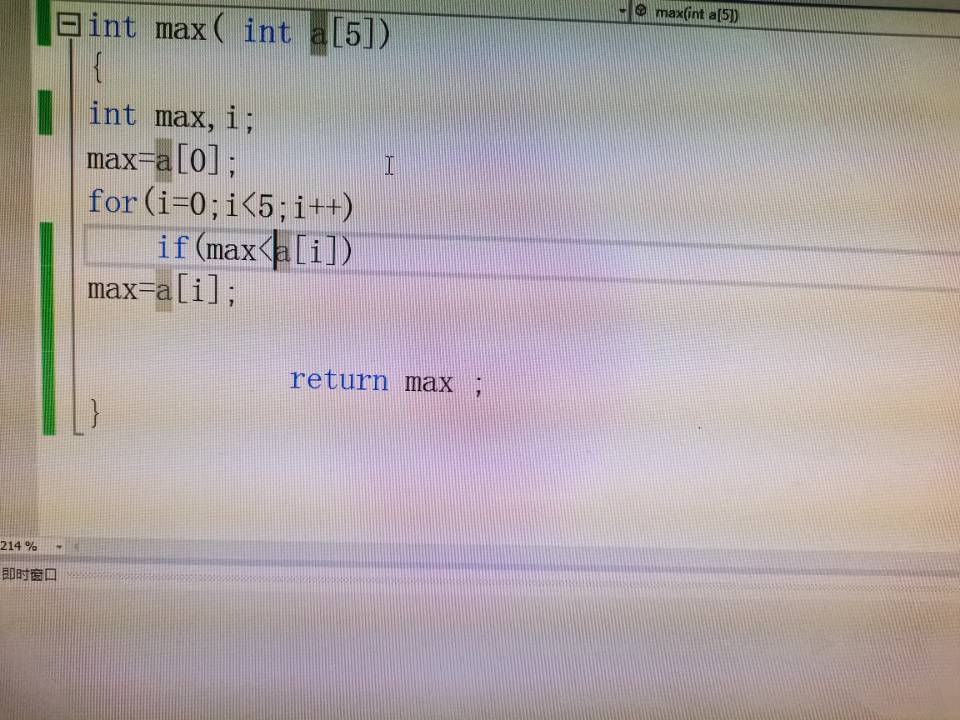 max(int a[5])
int max( int a[5])
{
int max,i;
max=a[0];
for(i=0;i<5;i++)
if(max<a[i])
max=a[i];
return max ;
}
214 %
即时窗口